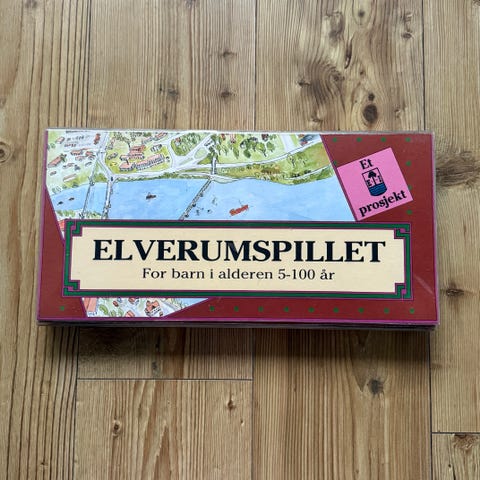 Et
prosjekt
ELVERUMSPILLET
For barn i alderen 5-100 år